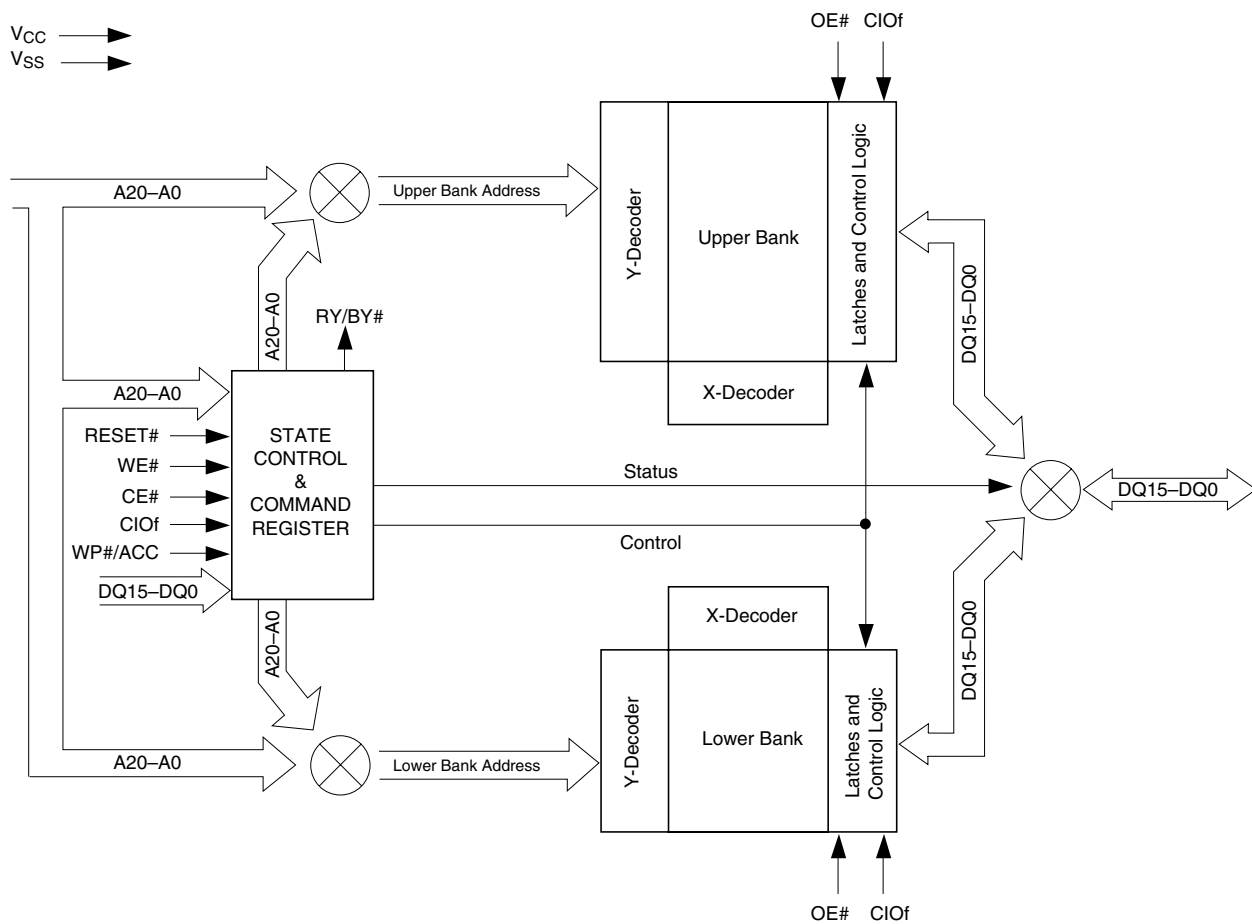 OE#
CIOf
VCC
VSS
A20–A0
Upper Bank Address
Y-Decoder
Upper Bank
Latches and Control Logic
X-Decoder
DQ15–DQ0
A20–A0
RY/BY#
A20–A0
RESET#
WE#
CE#
CIOf
WP#/ACC
DQ15–DQ0
STATE
CONTROL
&
COMMAND
REGISTER
Status
Control
DQ15–DQ0
A20–A0
X-Decoder
DQ15–DQ0
A20–A0
Lower Bank Address
Y-Decoder
Lower Bank
Latches and
Control Logic
OE#
CIOf